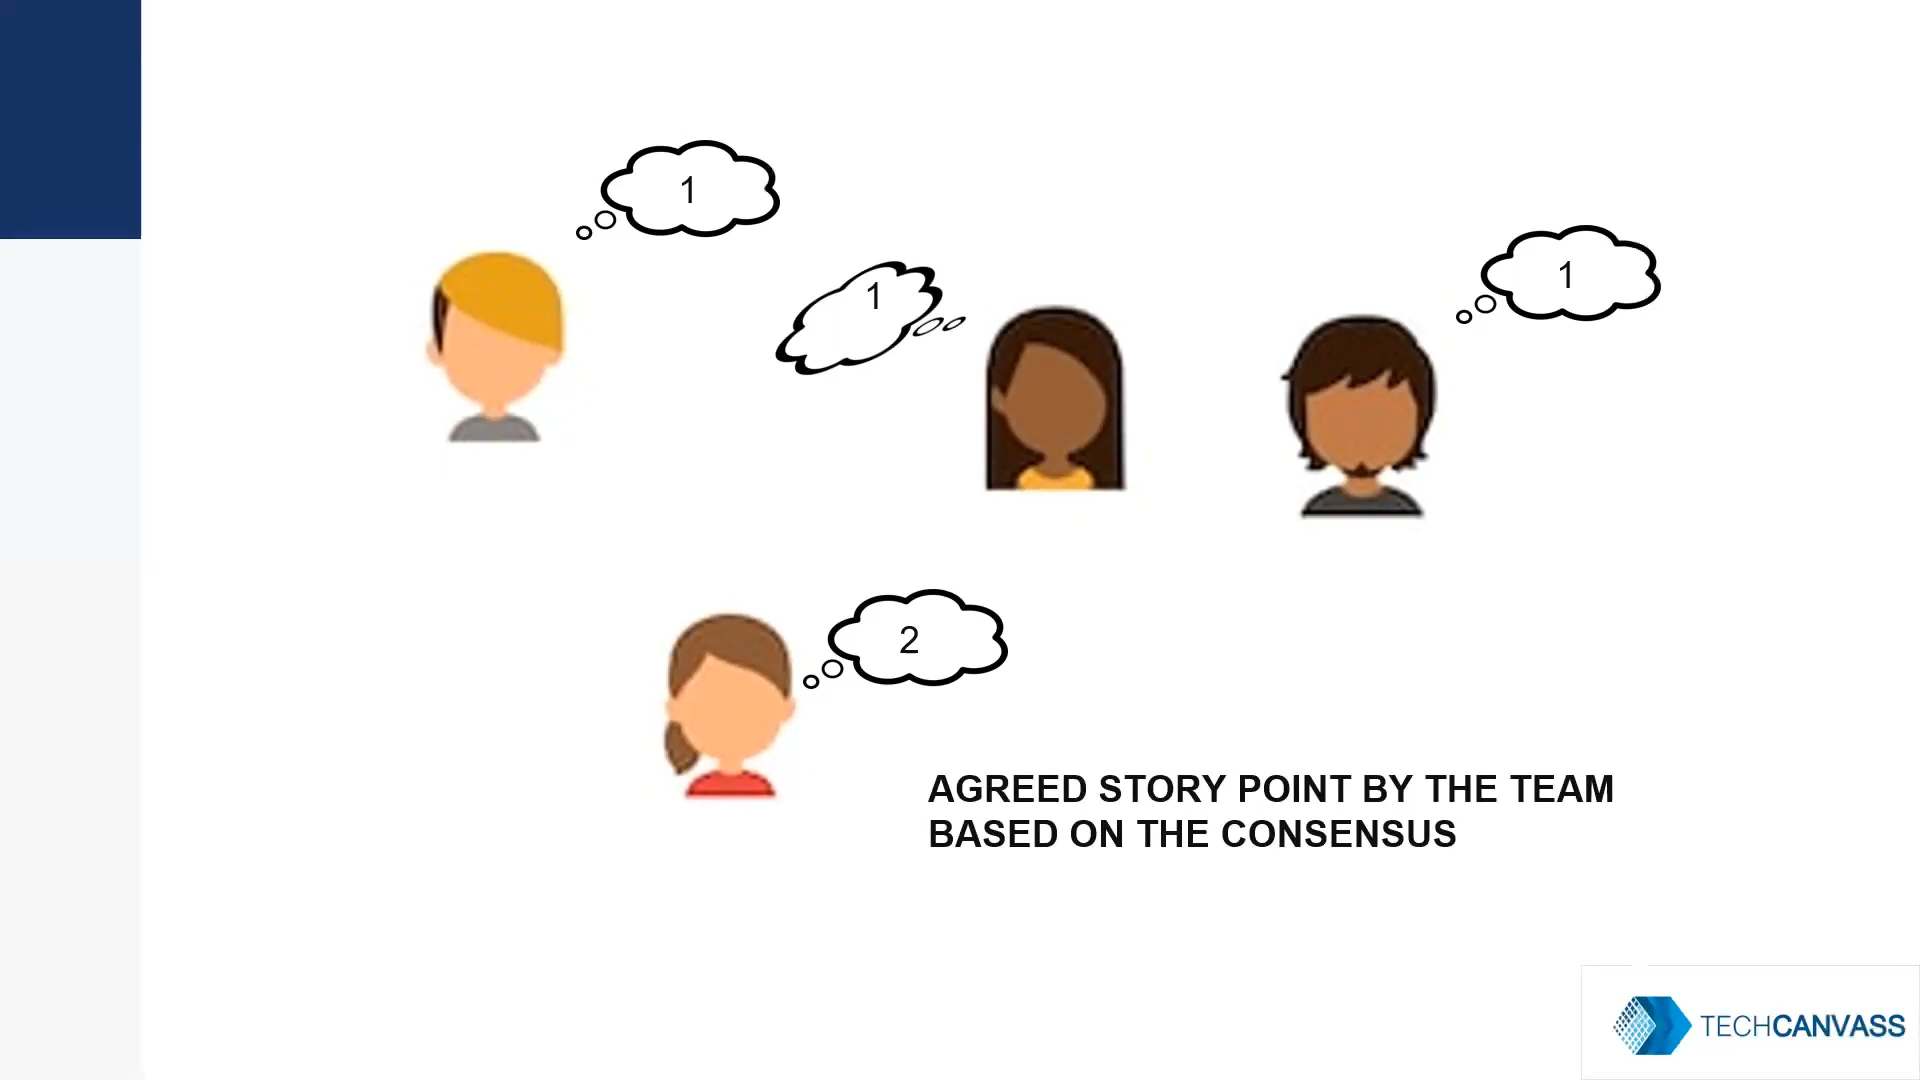 1
1
1
2
AGREED STORY POINT BY THE TEAM
BASED ON THE CONSENSUS
TECHCANVASS